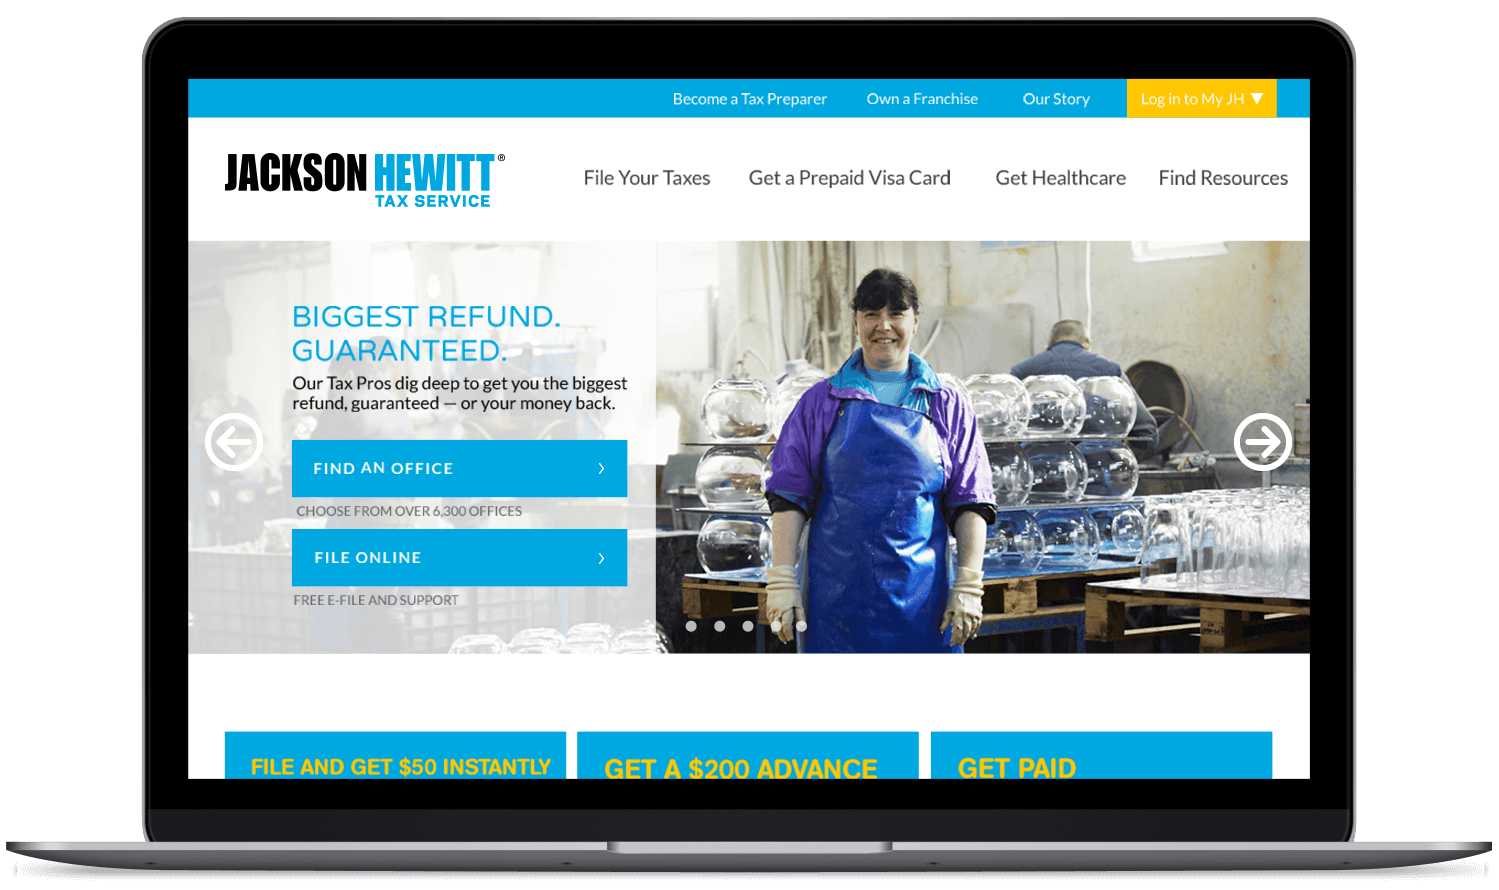 Become a Tax Preparer Own a Franchise Our Story Log in to My JH ▼
JACKSON HEWITT®
TAX SERVICE
File Your Taxes Get a Prepaid Visa Card Get Healthcare Find Resources
BIGGEST REFUND.
GUARANTEED.
Our Tax Pros dig deep to get you the biggest
refund, guaranteed — or your money back.
FIND AN OFFICE >
CHOOSE FROM OVER 6,300 OFFICES
FILE ONLINE >
FREE E-FILE AND SUPPORT
FILE AND GET $50 INSTANTLY GET A $200 ADVANCE GET PAID